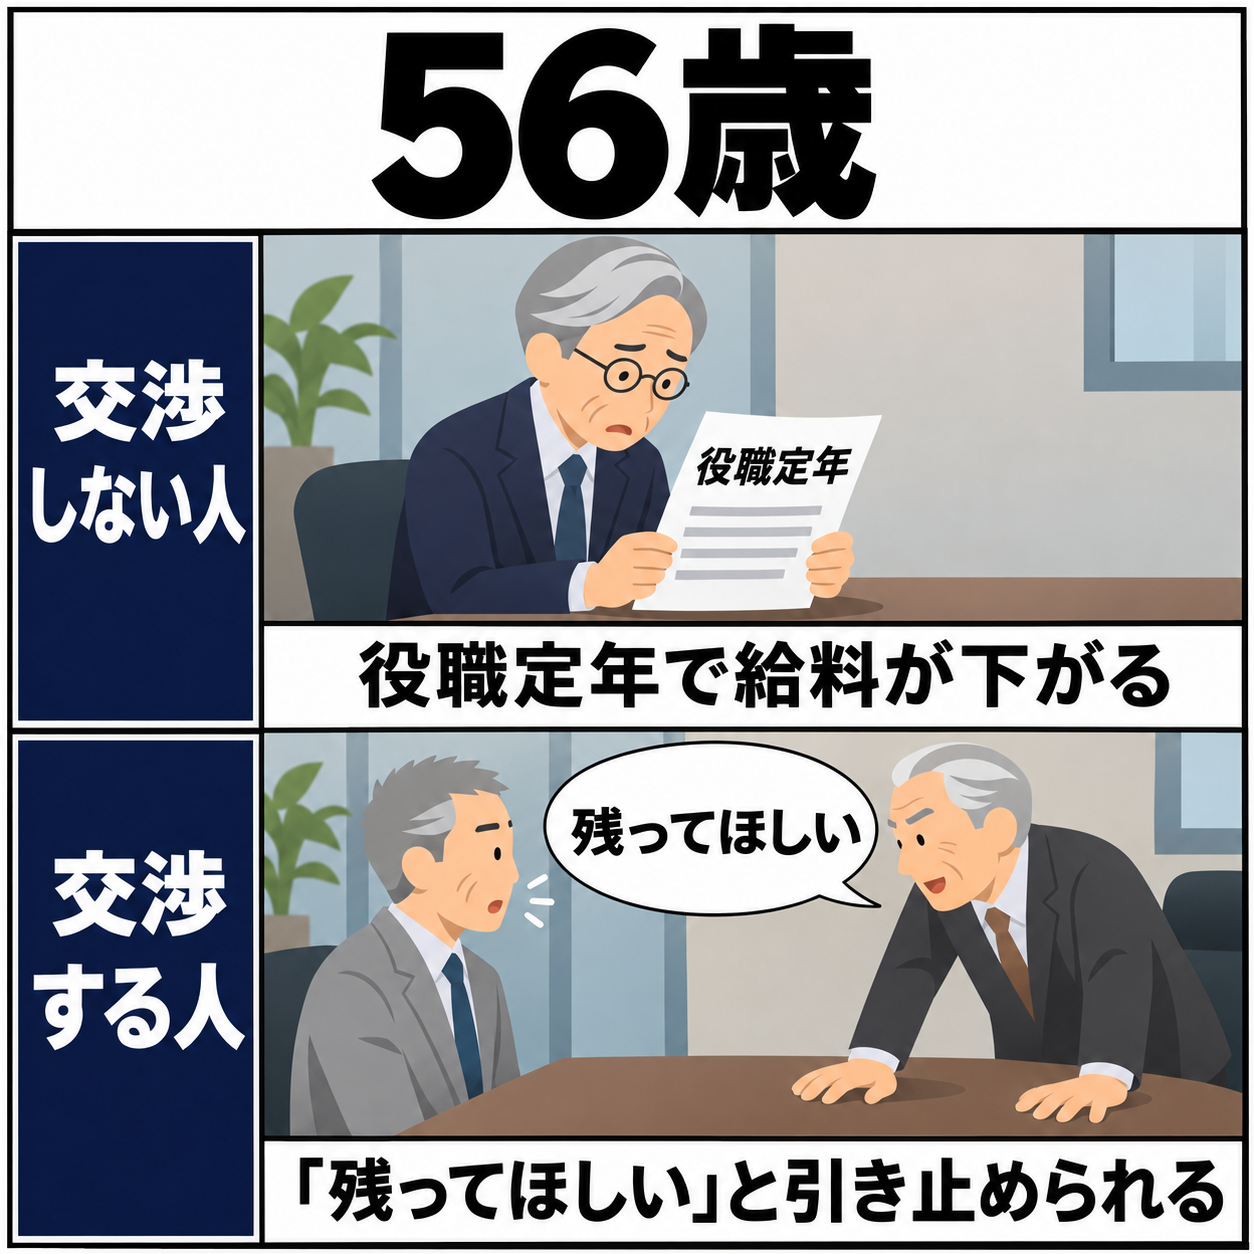 56歳
交渉
しない人
役職定年
役職定年で給料が下がる
交渉
する人
残ってほしい
「残ってほしい」と引き止められる